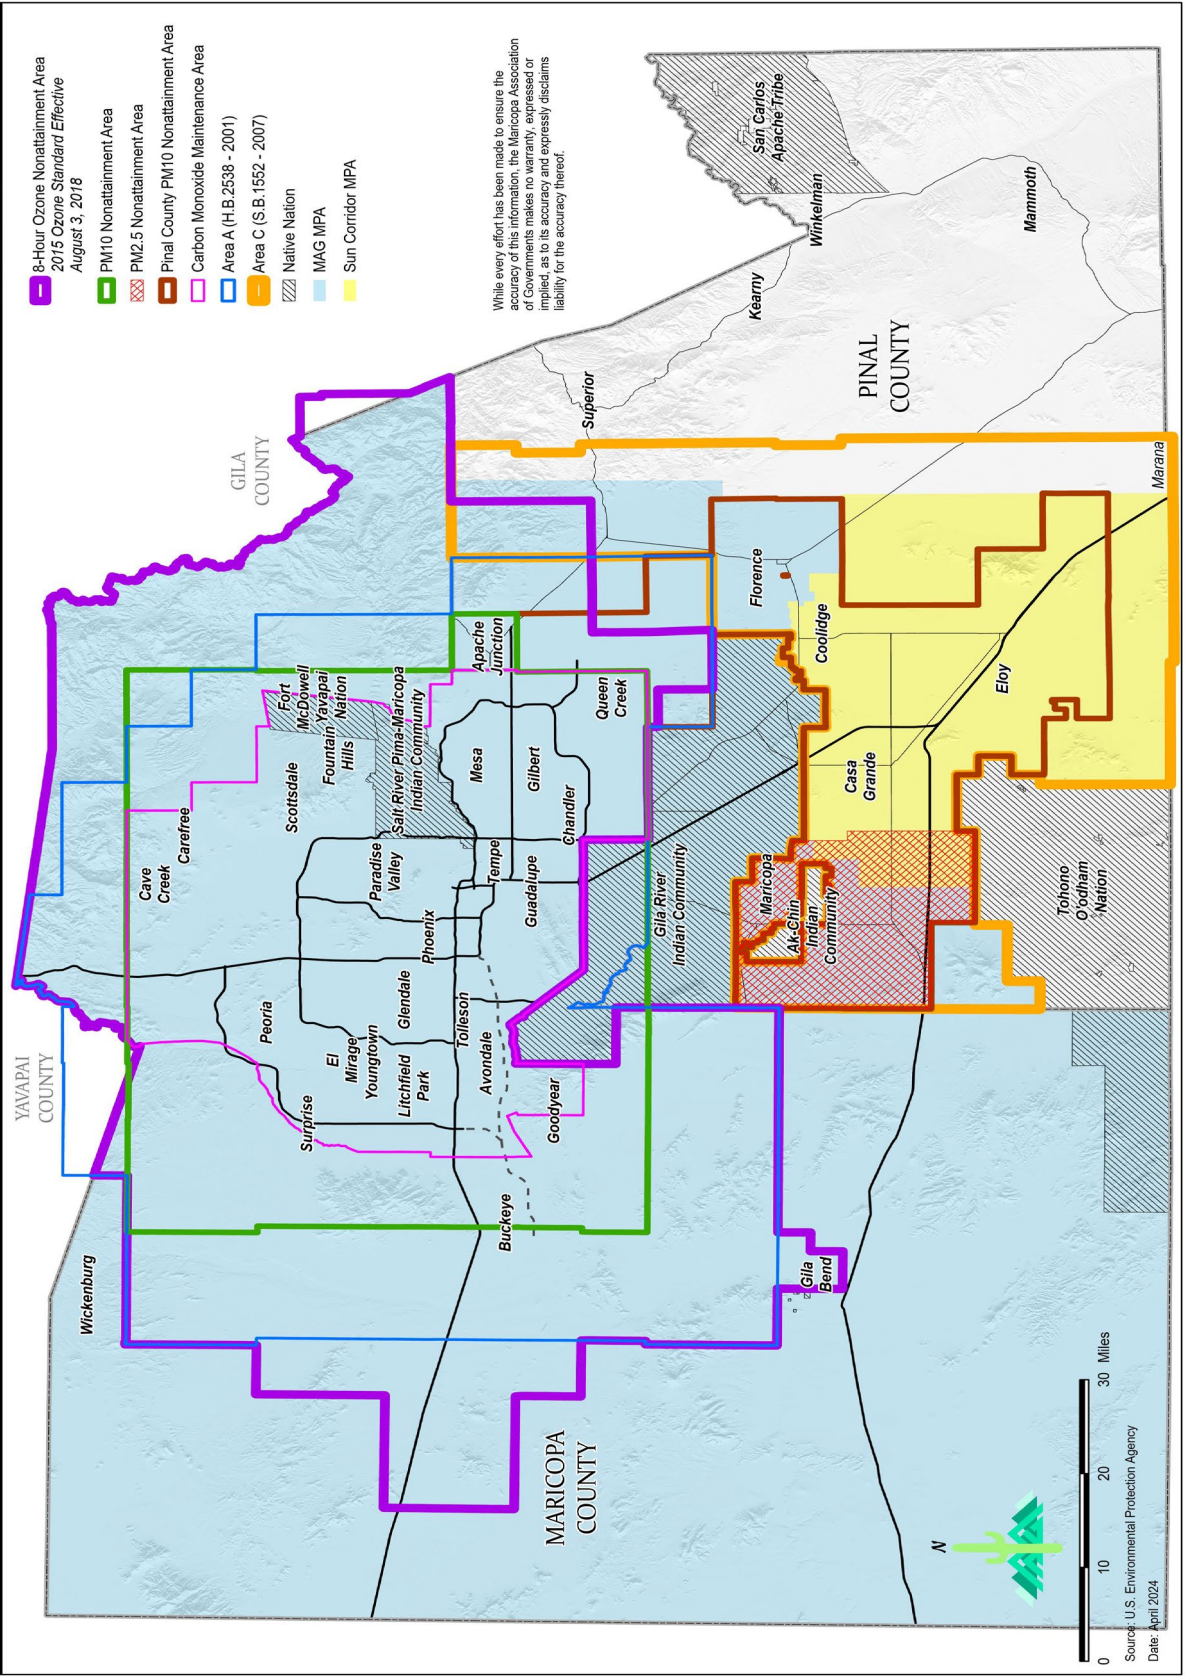 8-Hour Ozone Nonattainment Area
2015 Ozone Standard Effective
August 3, 2018
PM10 Nonattainment Area
PM2.5 Nonattainment Area
Pinal County PM10 Nonattainment Area
Carbon Monoxide Maintenance Area
Area A (H.B.2538 - 2001)
Area C (S.B.1552 - 2007)
Native Nation
MAG MPA
Sun Corridor MPA
While every effort has been made to ensure the
accuracy of this information, the Maricopa Association
of Governments makes no warranty, expressed or
implied, as to its accuracy and expressly disclaims
liability for the accuracy thereof.
YAVAPAI
COUNTY
GILA
COUNTY
MARICOPA
COUNTY
PINAL
COUNTY
Wickenburg
Cave
Creek
Carefree
Peoria
Surprise
Scottsdale
Fort
McDowell
Yavapai
Nation
Fountain
Hills
El
Mirage
Youngtown
Glendale
Litchfield
Park
Paradise
Valley
Phoenix
Salt River Pima-Maricopa
Indian Community
Tolleson
Avondale
Buckeye
Goodyear
Tempe
Guadalupe
Mesa
Gilbert
Chandler
Apache
Junction
Queen
Creek
Superior
Gila River
Indian Community
Florence
Kearny
San Carlos
Apache Tribe
Winkelman
Maricopa
Ak-Chin
Indian
Community
Coolidge
Casa
Grande
Gila
Bend
Eloy
Mammoth
Tohono
O'odham
Nation
Marana
N
0
10
20
30 Miles
Source: U.S. Environmental Protection Agency
Date: April 2024